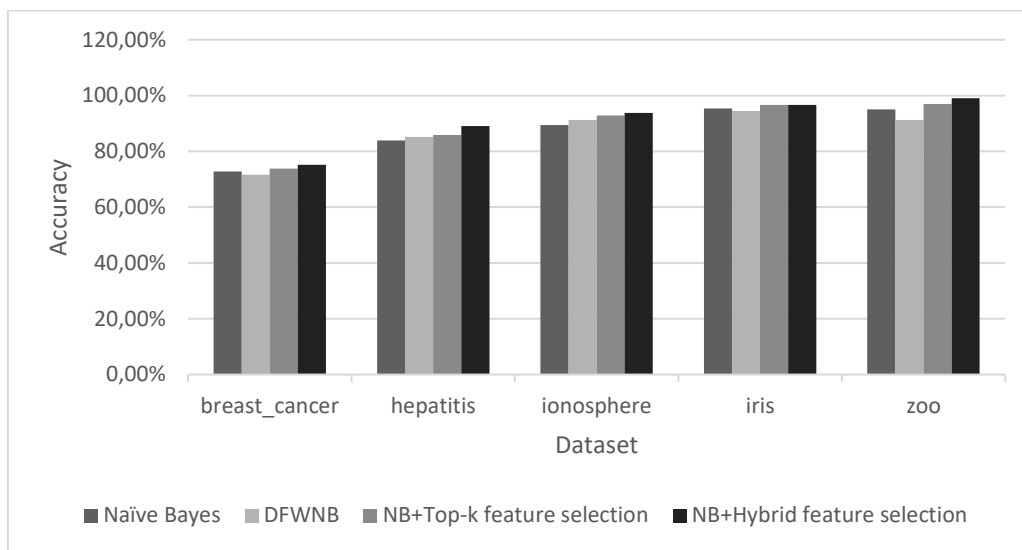 120,00%
100,00%
80,00%
60,00%
40,00%
20,00%
0,00%
Accuracy
breast_cancer hepatitis ionosphere iris zoo
Dataset
Naïve Bayes DFWNB NB+Top-k feature selection NB+Hybrid feature selection